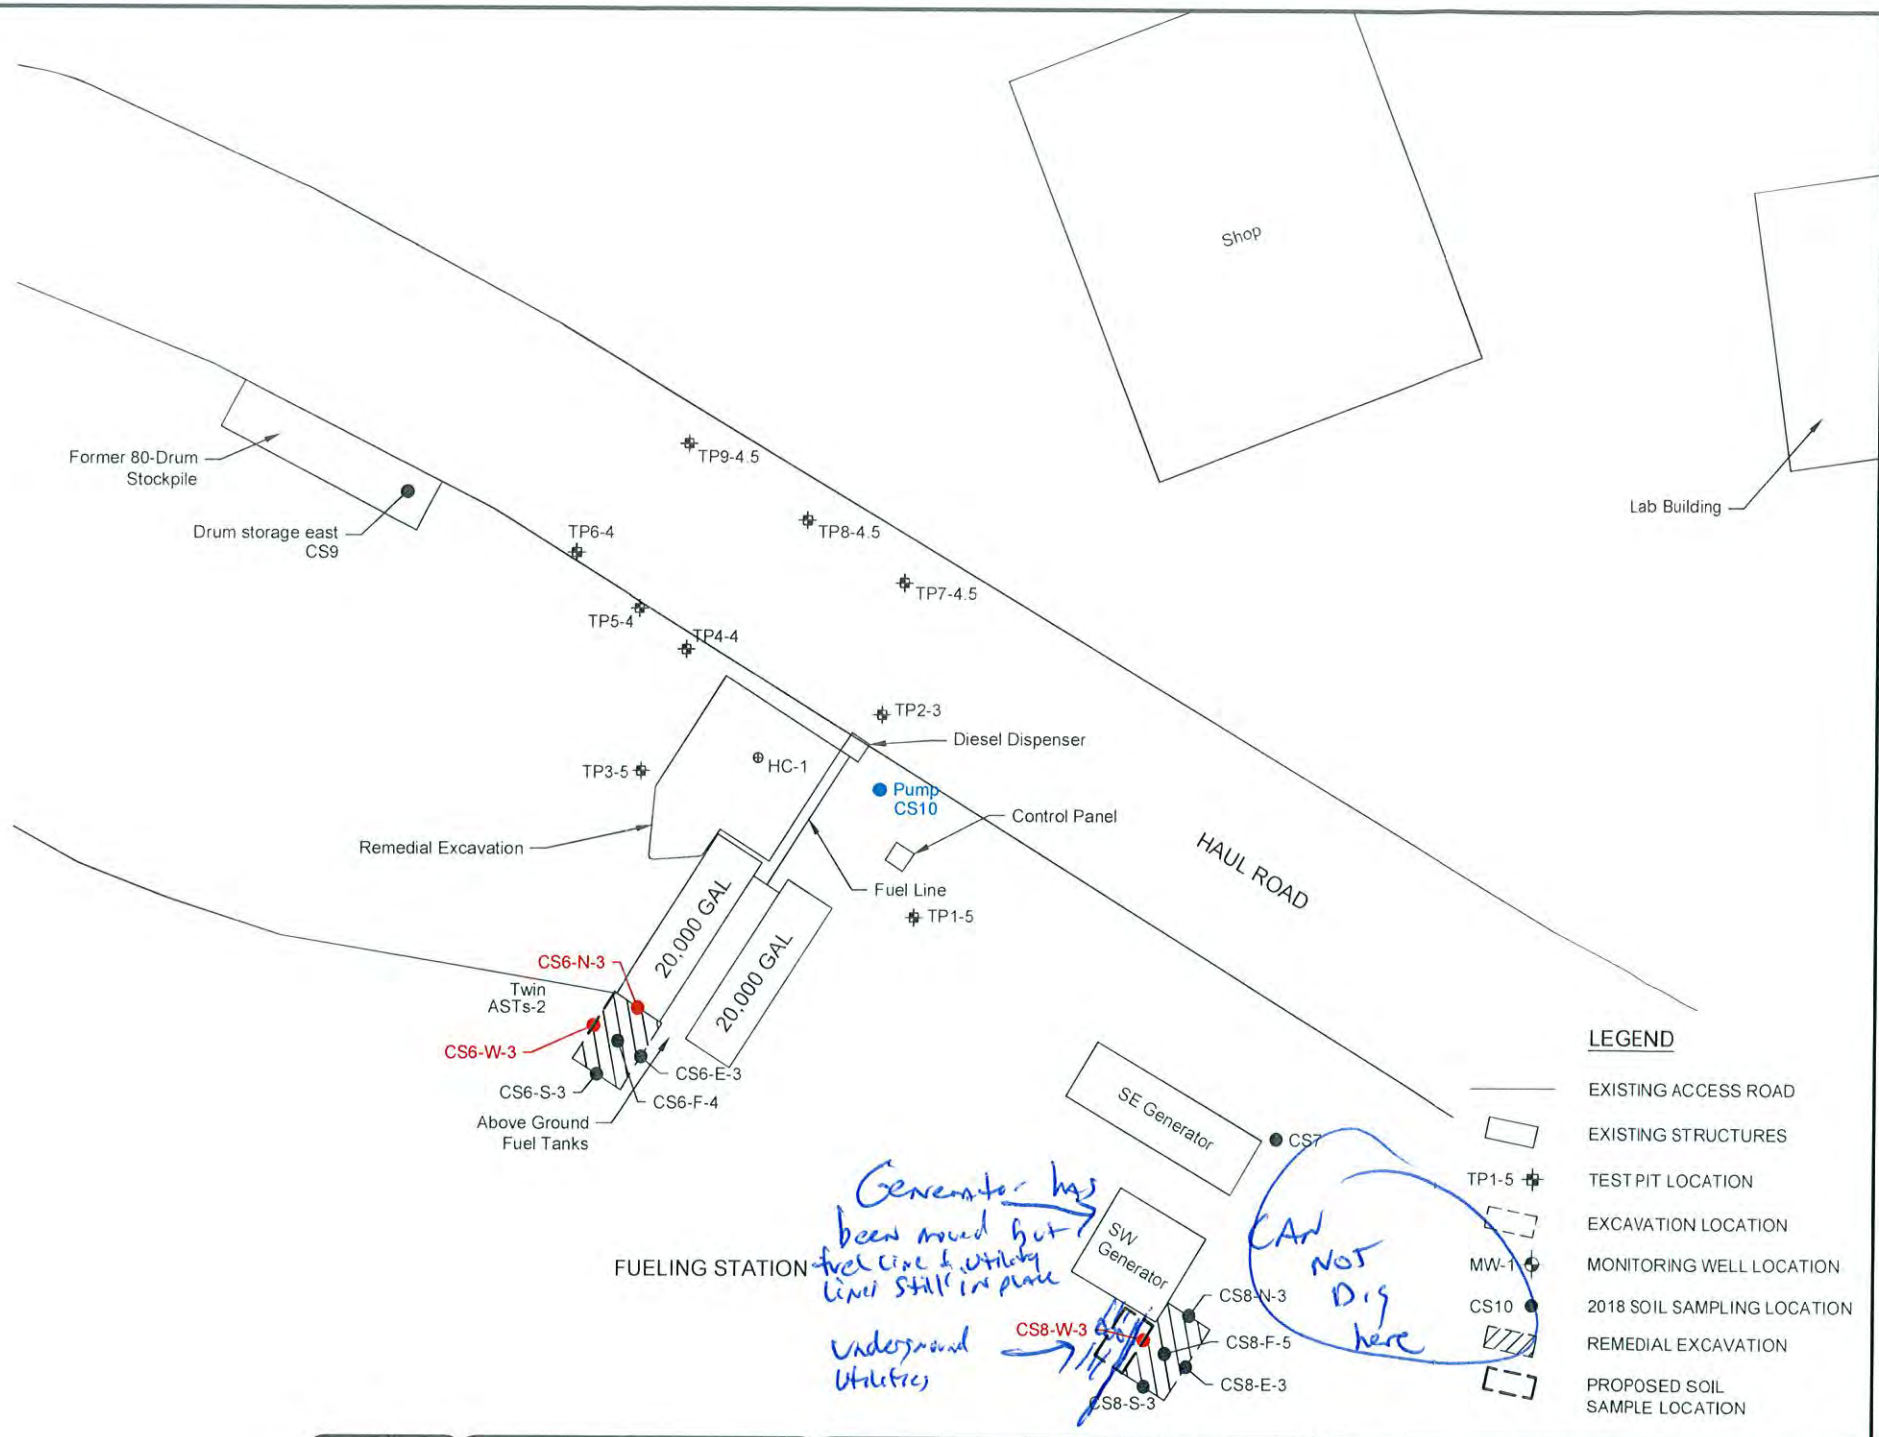 Shop
Former 80-Drum
Stockpile
Drum storage east
CS9
TP9-4.5
TP8-4.5
TP7-4.5
TP6-4
TP5-4
TP4-4
Lab Building
TP2-3
Diesel Dispenser
TP3-5
HC-1
Pump
CS10
Control Panel
Remedial Excavation
HAUL ROAD
Fuel Line
TP1-5
20,000 GAL
20,000 GAL
CS6-N-3
Twin
ASTs-2
CS6-W-3
CS6-E-3
CS6-S-3
CS6-F-4
Above Ground
Fuel Tanks
SE Generator
CS7
Generator has
been moved but
fuel line & utility
lines still in place
FUELING STATION
SW
Generator
CAN
NOT
Dig
here
CS8-N-3
CS8-W-3
CS8-F-5
CS8-E-3
CS8-S-3
Underground
Utilities
LEGEND
EXISTING ACCESS ROAD
EXISTING STRUCTURES
TP1-5 TEST PIT LOCATION
EXCAVATION LOCATION
MW-1 MONITORING WELL LOCATION
CS10 2018 SOIL SAMPLING LOCATION
REMEDIAL EXCAVATION
PROPOSED SOIL
SAMPLE LOCATION